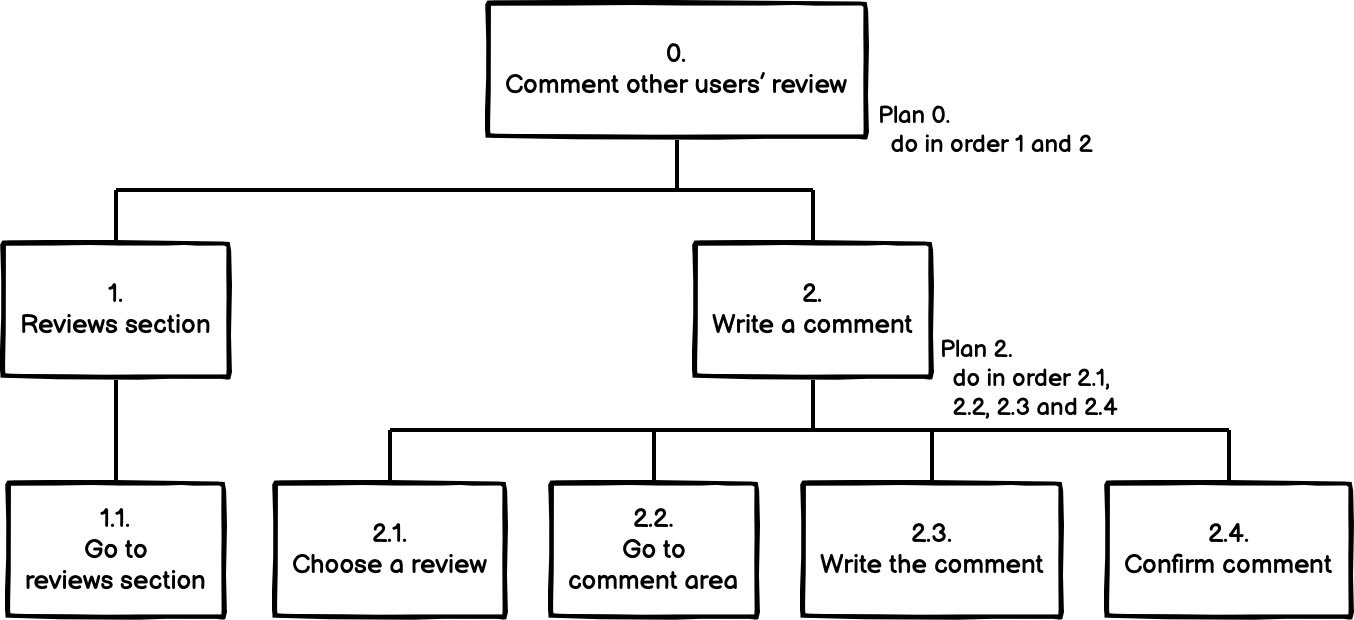 0.
Comment other users’ review
Plan 0.
do in order 1 and 2
1.
Reviews section
2.
Write a comment
Plan 2.
do in order 2.1,
2.2, 2.3 and 2.4
1.1.
Go to
reviews section
2.1.
Choose a review
2.2.
Go to
comment area
2.3.
Write the comment
2.4.
Confirm comment